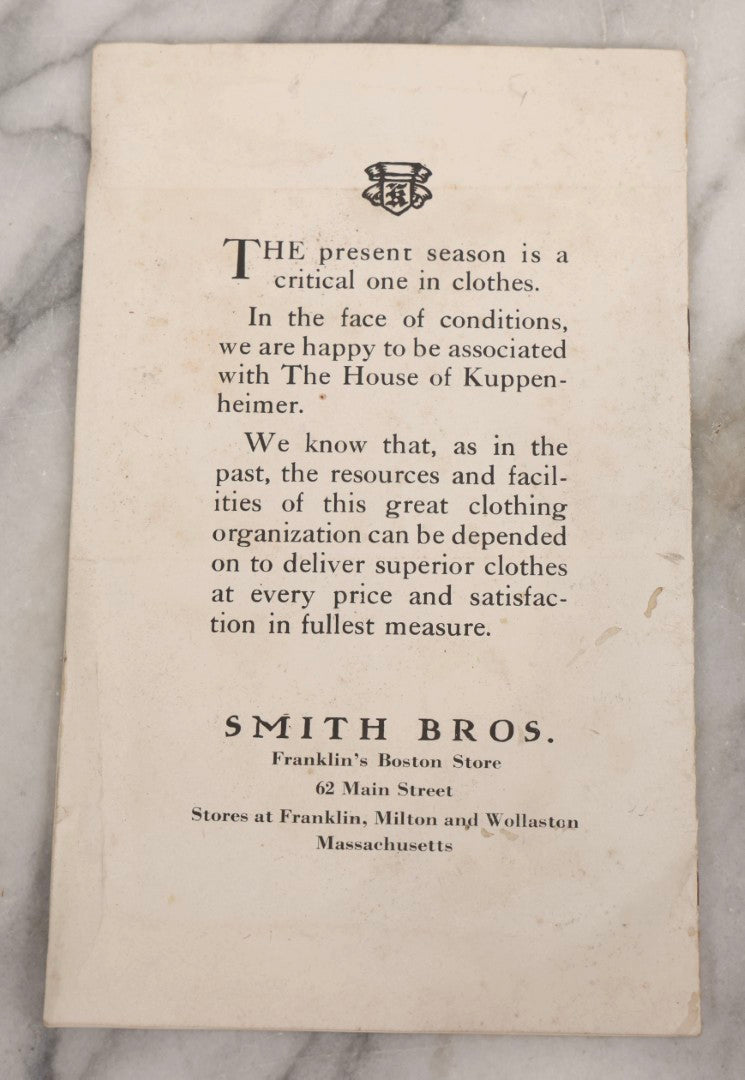 K
THE present season is a
critical one in clothes.
In the face of conditions,
we are happy to be associated
with The House of Kuppen-
heimer.
We know that, as in the
past, the resources and facil-
ities of this great clothing
organization can be depended
on to deliver superior clothes
at every price and satisfac-
tion in fullest measure.
SMITH BROS.
Franklin's Boston Store
62 Main Street
Stores at Franklin, Milton and Wollaston
Massachusetts